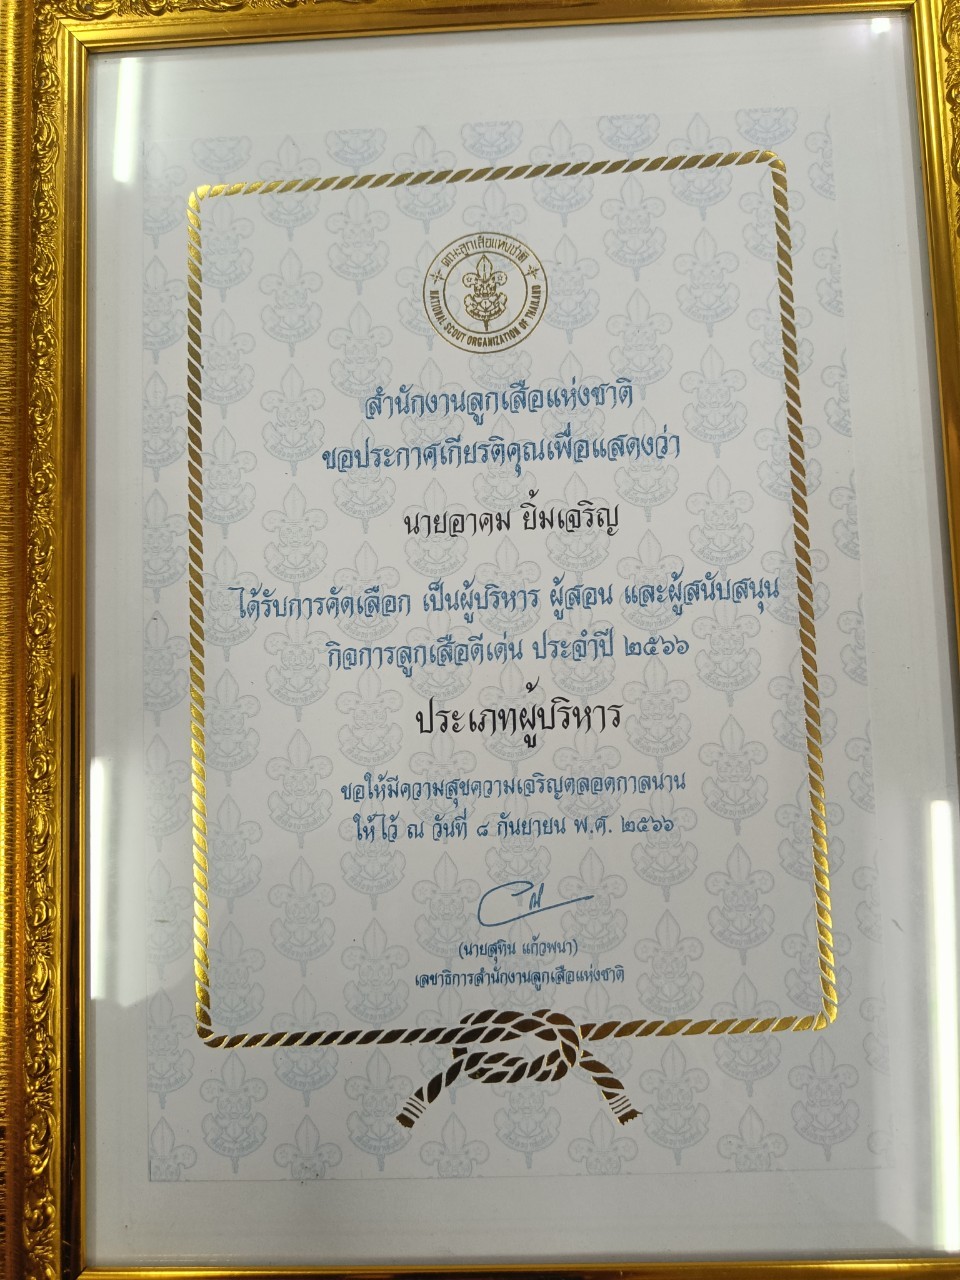 คณะลูกเสือแห่งชาติ
NATIONAL SCOUT ORGANIZATION OF THAILAND
สำนักงานลูกเสือแห่งชาติ
ขอประกาศเกียรติคุณเพื่อแสดงว่า
นายอาคม ยิ้มเจริญ
ได้รับการคัดเลือก เป็นผู้บริหาร ผู้สอน และผู้สนับสนุน
กิจการลูกเสือดีเด่น ประจำปี ๒๕๖๖
ประเภทผู้บริหาร
ขอให้มีความสุขความเจริญตลอดกาลนาน
ให้ไว้ ณ วันที่ ๘ กันยายน พ.ศ. ๒๕๖๖
(นายสุทิน แก้วพนา)
เลขาธิการสำนักงานลูกเสือแห่งชาติ